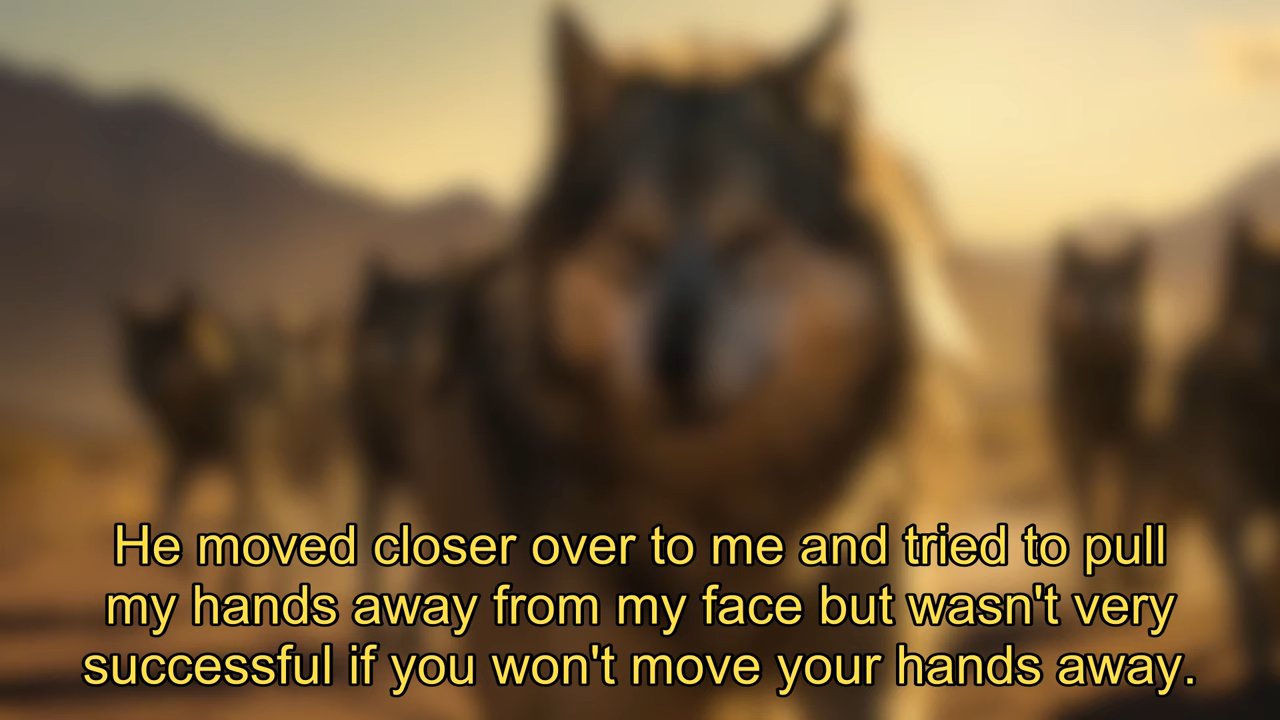 He moved closer over to me and tried to pull
my hands away from my face but wasn't very
successful if you won't move your hands away.